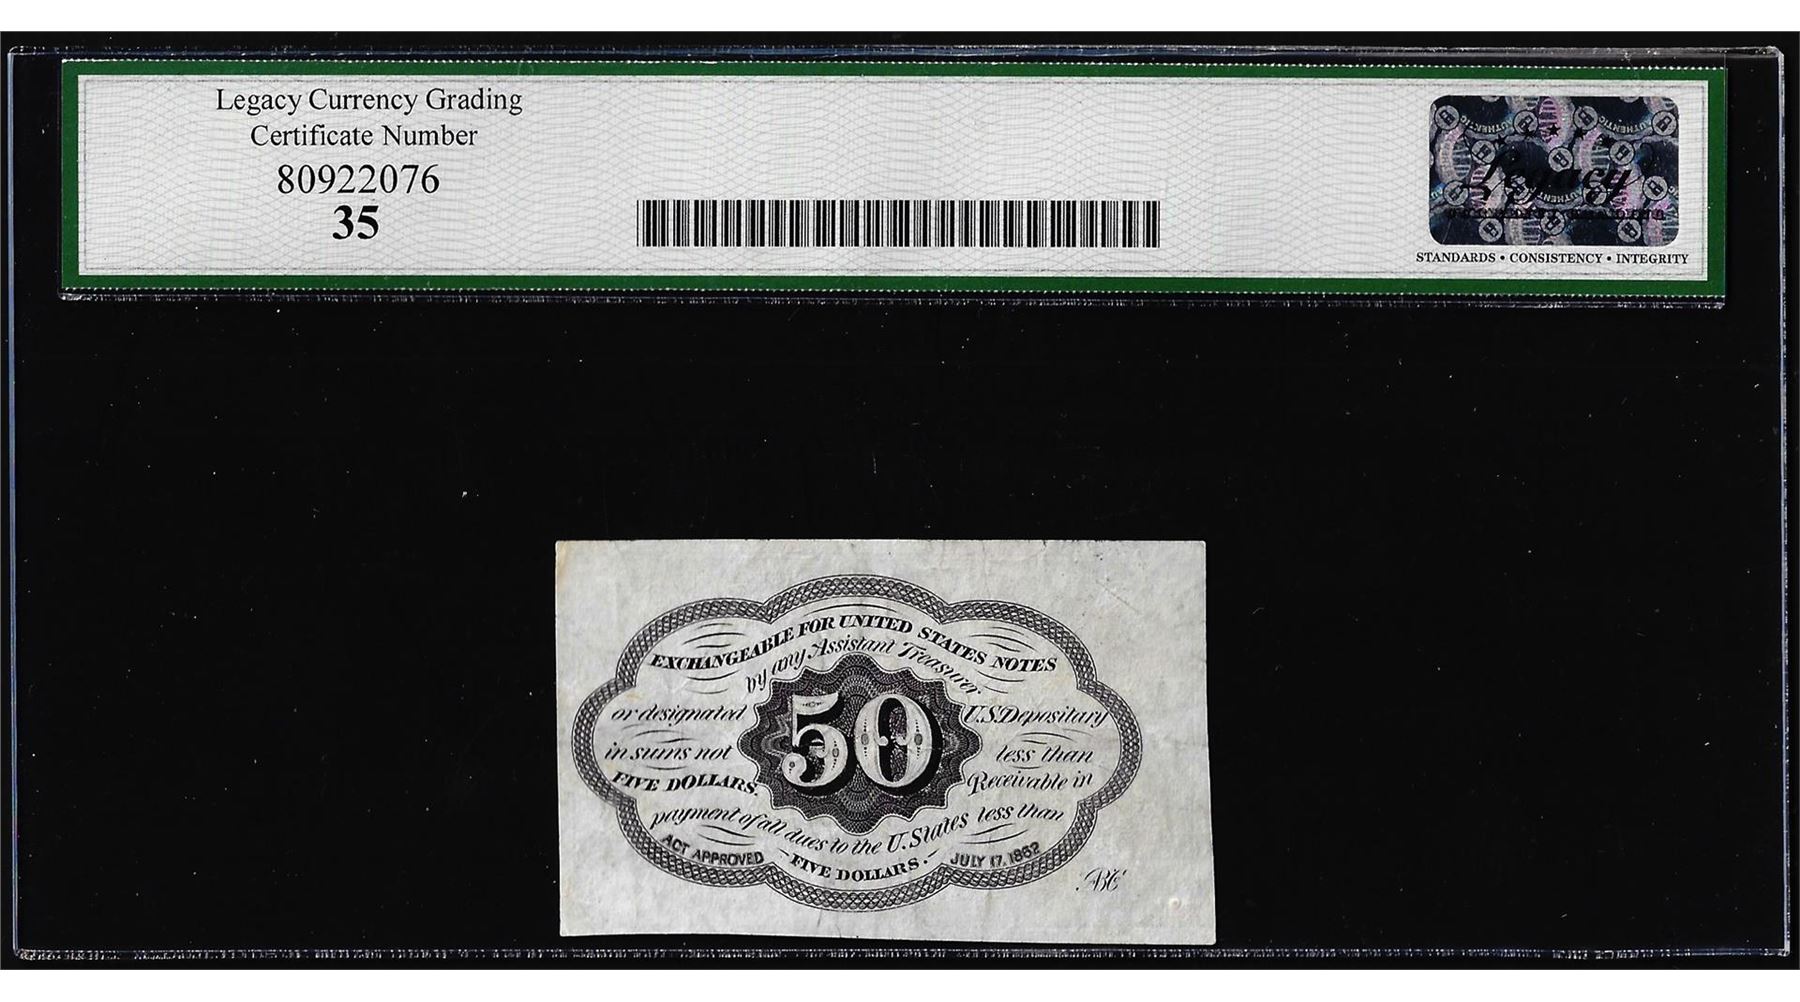 Legacy Currency Grading
Certificate Number
80922076
35
Legacy
STANDARDS • CONSISTENCY • INTEGRITY
EXCHANGEABLE FOR UNITED STATES NOTES
by any Assistant Treasurer
or designated U.S. Depositary
in sums not less than
FIVE DOLLARS. Receivable in
payment of all dues to the U. States less than
FIVE DOLLARS.
ACT APPROVED JULY 17, 1862
50
ABC